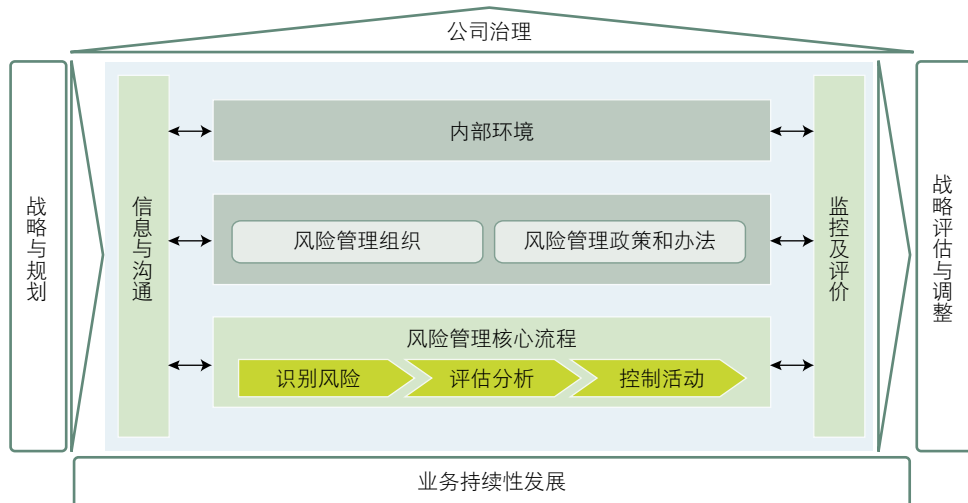 公司治理
战略与规划
信息与沟通
内部环境
风险管理组织
风险管理政策和办法
风险管理核心流程
识别风险
评估分析
控制活动
监控及评价
战略评估与调整
业务持续性发展